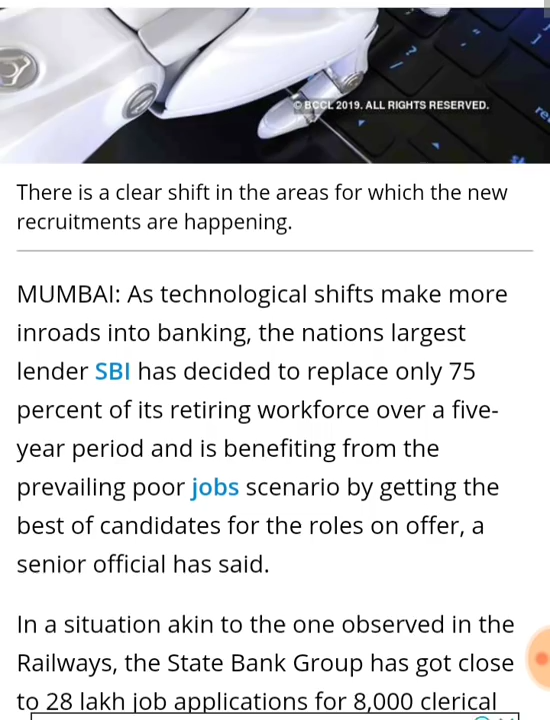 © BCCL 2019. ALL RIGHTS RESERVED.
There is a clear shift in the areas for which the new
recruitments are happening.
MUMBAI: As technological shifts make more
inroads into banking, the nations largest
lender SBI has decided to replace only 75
percent of its retiring workforce over a five-
year period and is benefiting from the
prevailing poor jobs scenario by getting the
best of candidates for the roles on offer, a
senior official has said.
In a situation akin to the one observed in the
Railways, the State Bank Group has got close
to 28 lakh job applications for 8,000 clerical